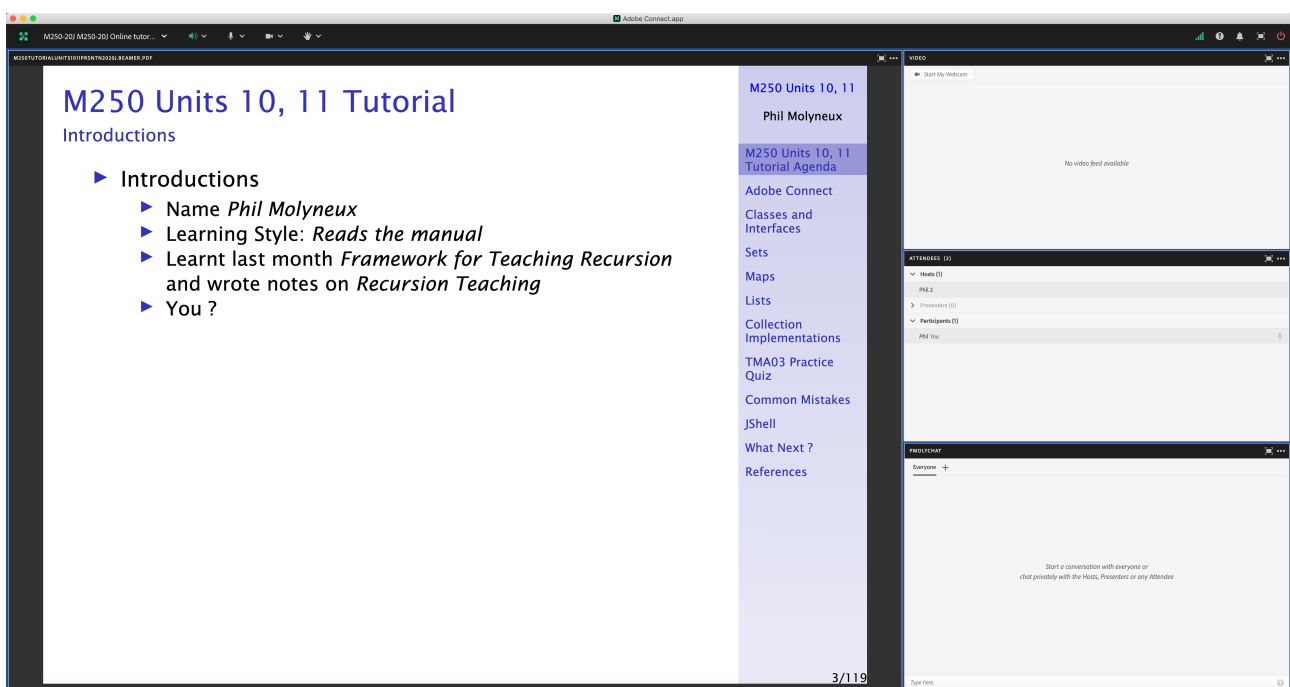 Adobe Connect.app
M250-20J M250-20J Online tutor...
M250TUTORIALUNITS1011PRSNTN2020J.BEAMER.PDF
M250 Units 10, 11 Tutorial
Introductions
Introductions
Name Phil Molyneux
Learning Style: Reads the manual
Learnt last month Framework for Teaching Recursion
and wrote notes on Recursion Teaching
You ?
M250 Units 10, 11
Phil Molyneux
M250 Units 10, 11
Tutorial Agenda
Adobe Connect
Classes and
Interfaces
Sets
Maps
Lists
Collection
Implementations
TMA03 Practice
Quiz
Common Mistakes
JShell
What Next ?
References
3/119
VIDEO
Start My Webcam
No video feed available
ATTENDEES (2)
Hosts (1)
Phil 2
Presenters (0)
Participants (1)
Phil You
PMOLYCHAT
Everyone +
Start a conversation with everyone or
chat privately with the Hosts, Presenters or any Attendee
Type here